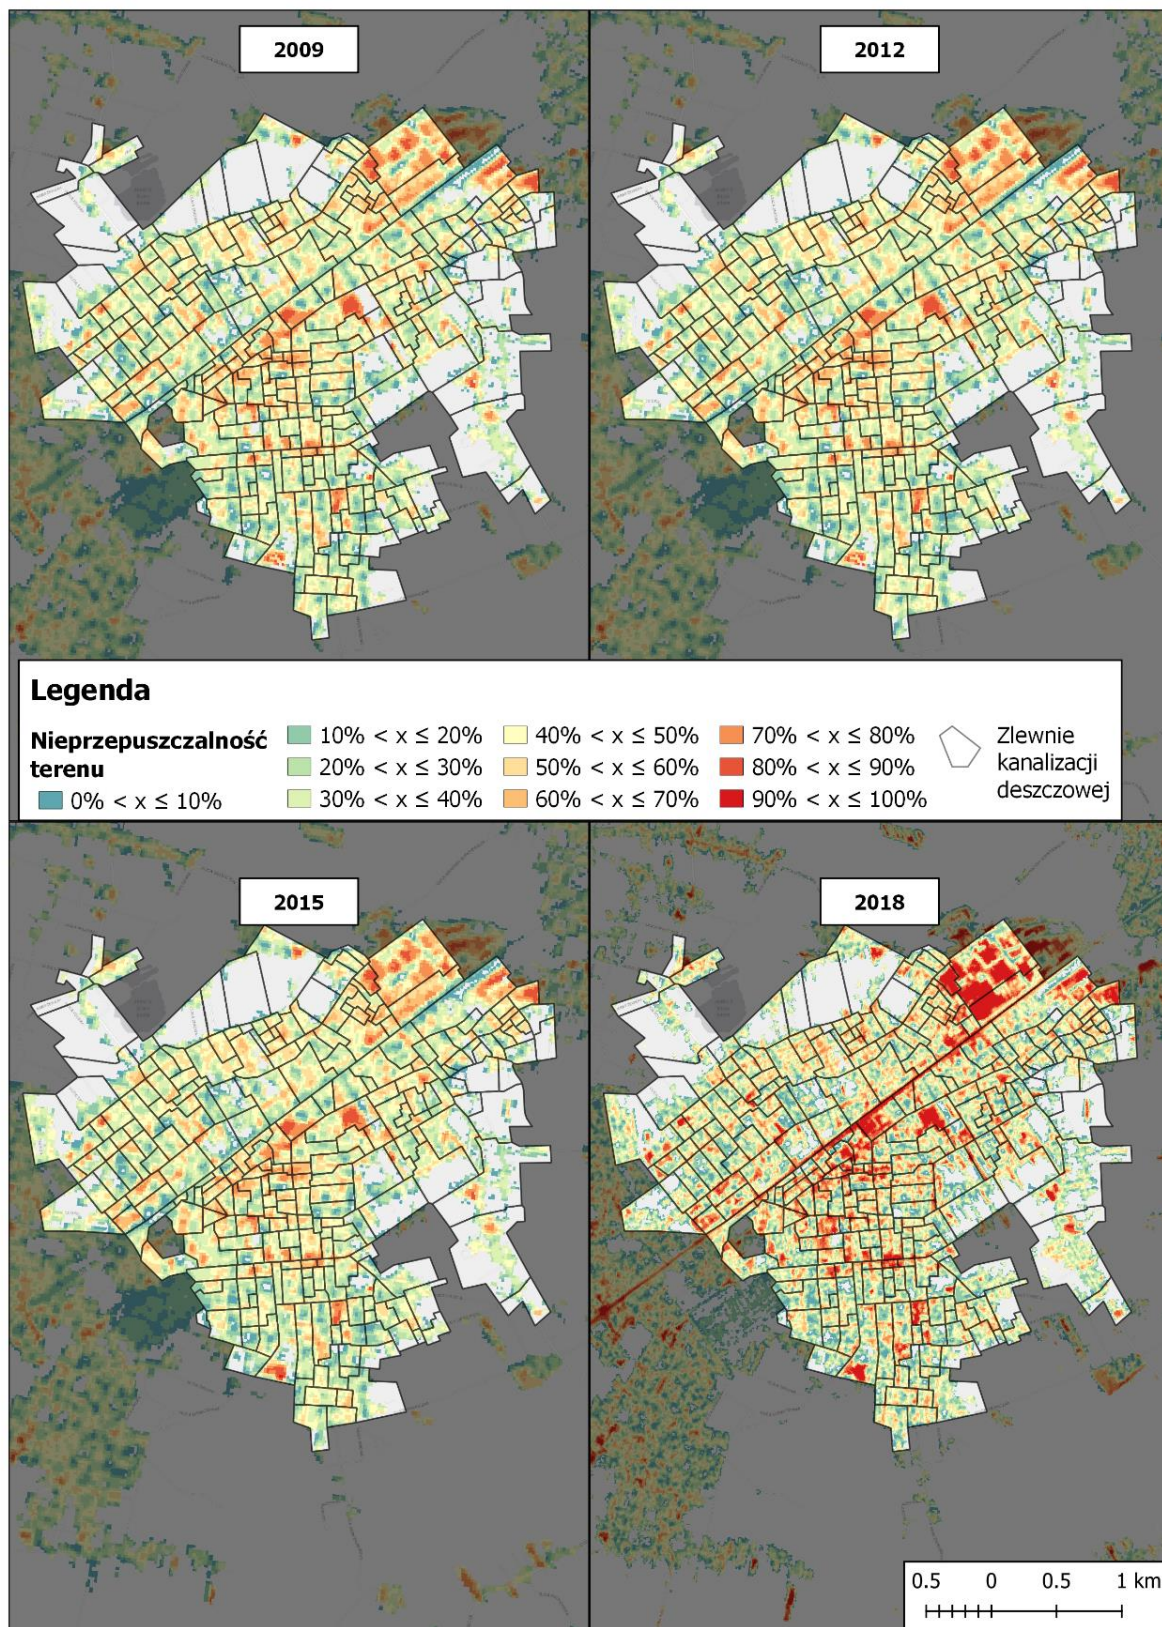 2009
2012
Legenda
Nieprzepuszczalność
terenu
0% < x ≤ 10%
10% < x ≤ 20%
20% < x ≤ 30%
30% < x ≤ 40%
40% < x ≤ 50%
50% < x ≤ 60%
60% < x ≤ 70%
70% < x ≤ 80%
80% < x ≤ 90%
90% < x ≤ 100%
Zlewnie
kanalizacji
deszczowej
2015
2018
0.5 0 0.5 1 km